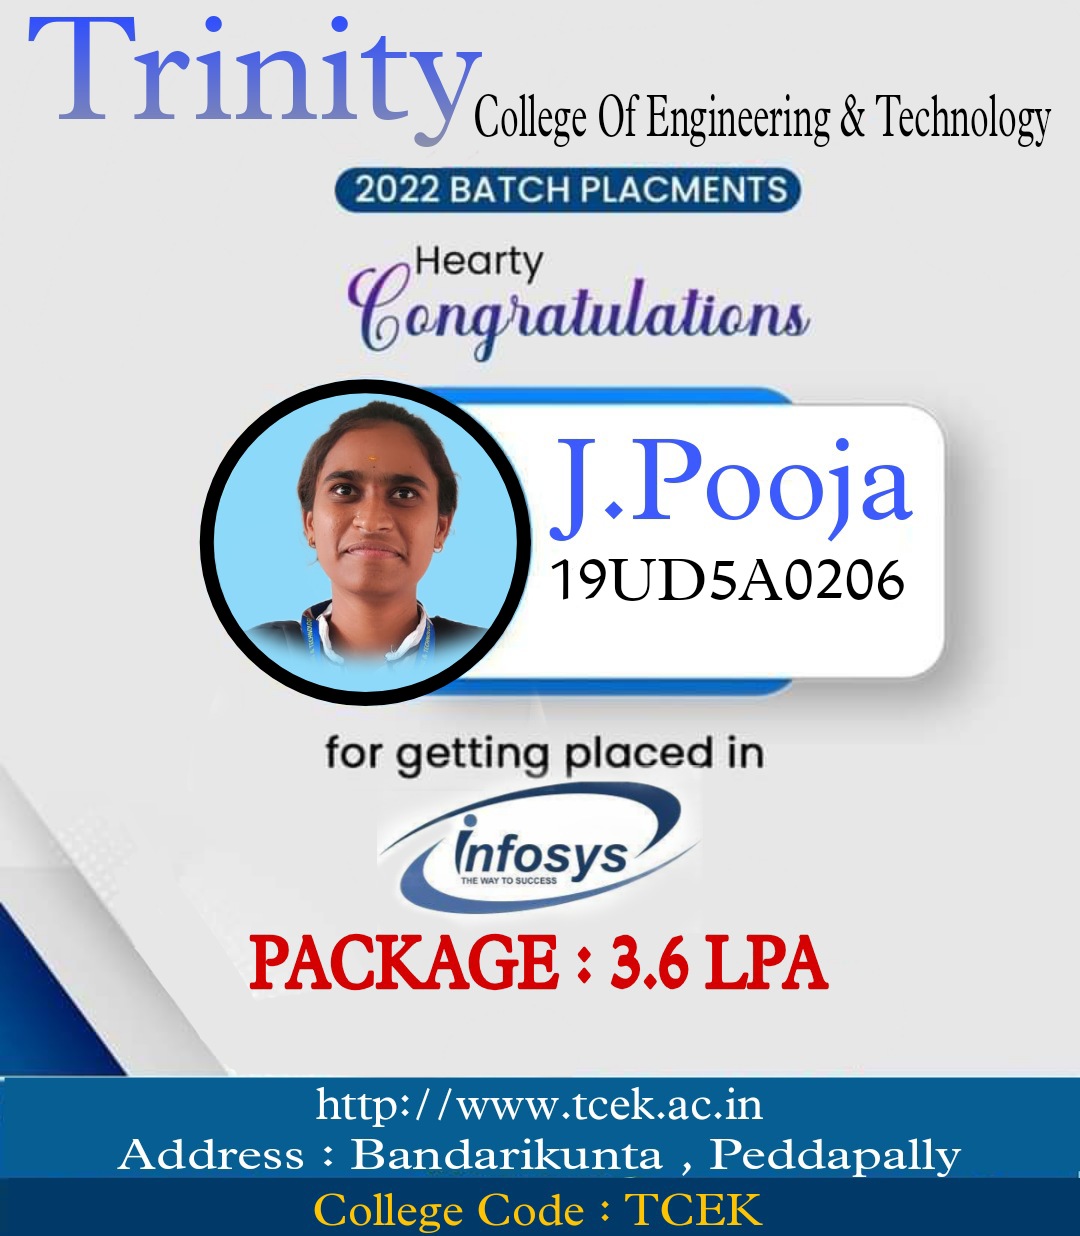 Trinity
College Of Engineering & Technology
2022 BATCH PLACMENTS
Hearty
Congratulations
J.Pooja
19UD5A0206
for getting placed in
infosys
THE WAY TO SUCCESS
PACKAGE : 3.6 LPA
http://www.tcek.ac.in
Address : Bandarikunta , Peddapally
College Code : TCEK